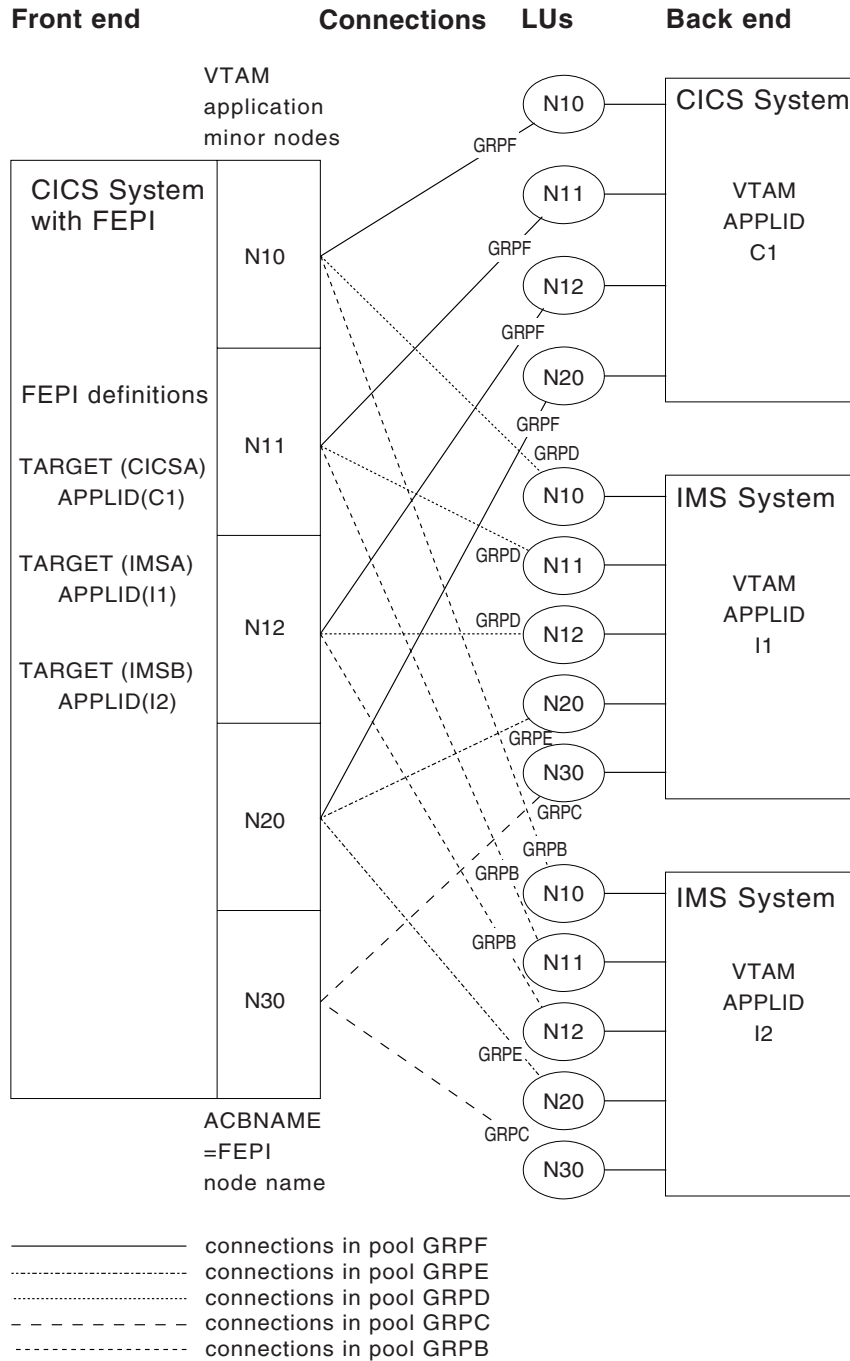 Front end
Connections
LUs
Back end
VTAM
application
minor nodes
CICS System
with FEPI
FEPI definitions
TARGET (CICSA)
APPLID(C1)
TARGET (IMSA)
APPLID(I1)
TARGET (IMSB)
APPLID(I2)
N10
N11
N12
N20
N30
ACBNAME
=FEPI
node name
GRPF
GRPF
GRPF
GRPF
GRPD
GRPD
GRPD
GRPE
GRPC
GRPB
GRPB
GRPB
GRPE
GRPC
N10
N11
N12
N20
N10
N11
N12
N20
N30
N10
N11
N12
N20
N30
CICS System
VTAM
APPLID
C1
IMS System
VTAM
APPLID
I1
IMS System
VTAM
APPLID
I2
connections in pool GRPF
connections in pool GRPE
connections in pool GRPD
connections in pool GRPC
connections in pool GRPB